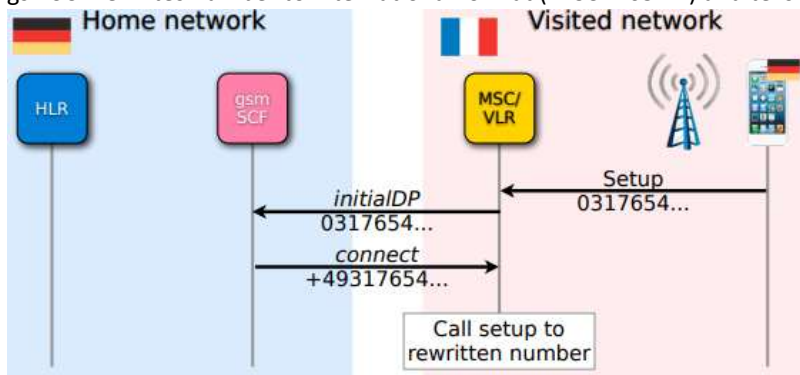 Home network
Visited network
HLR
gsm
SCF
MSC/
VLR
Setup
0317654...
initialDP
0317654...
connect
+49317654...
Call setup to
rewritten number